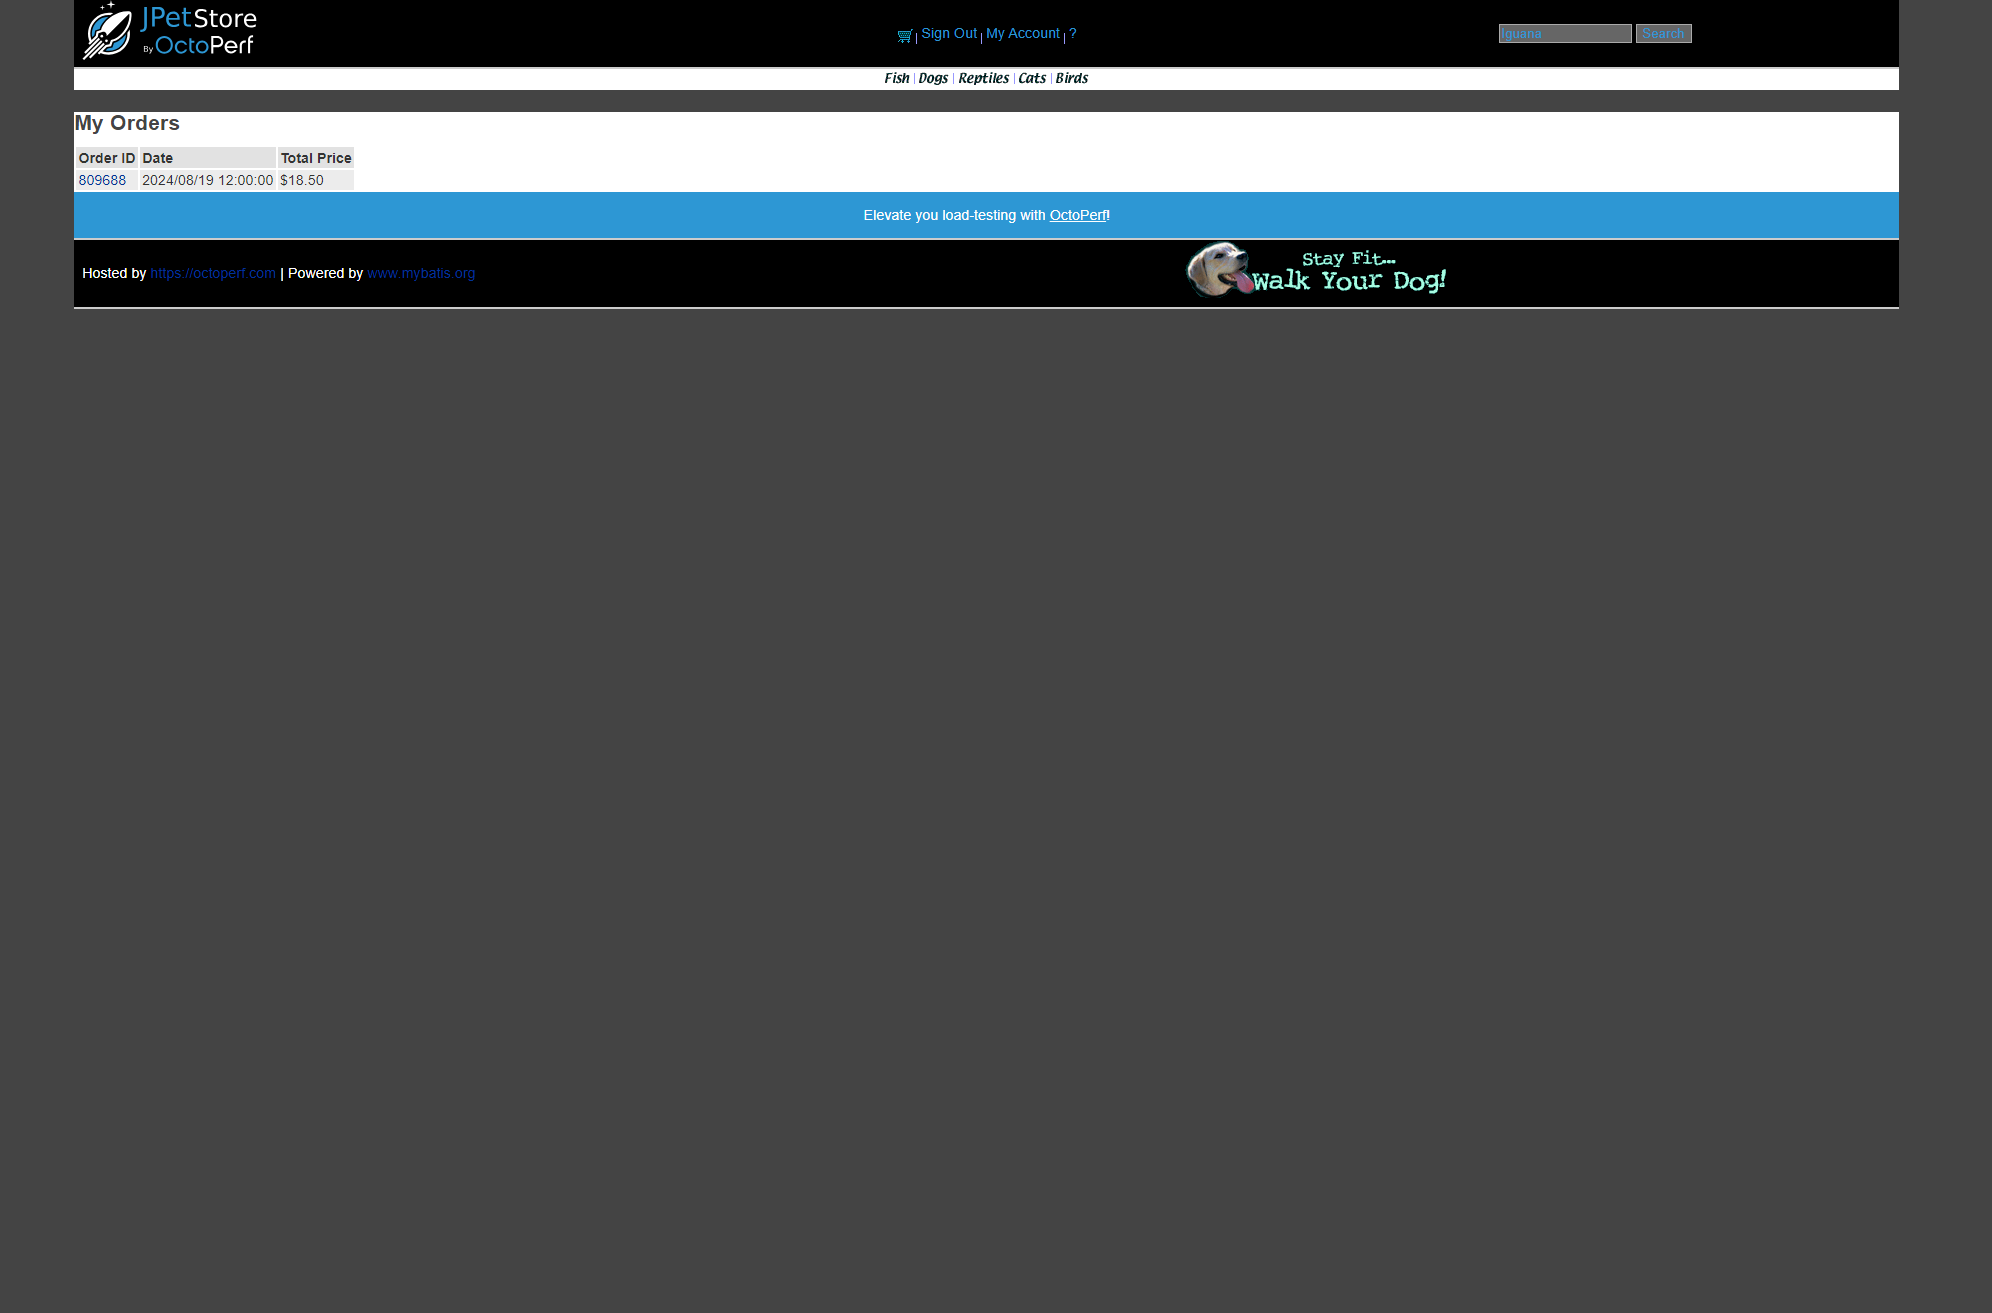 JPetStore
By OctoPerf
Sign Out | My Account | ?
Iguana Search
Fish | Dogs | Reptiles | Cats | Birds
My Orders
Order ID Date Total Price
809688 2024/08/19 12:00:00 $18.50
Elevate you load-testing with OctoPerf!
Stay Fit...
Walk Your Dog!
Hosted by https://octoperf.com | Powered by www.mybatis.org